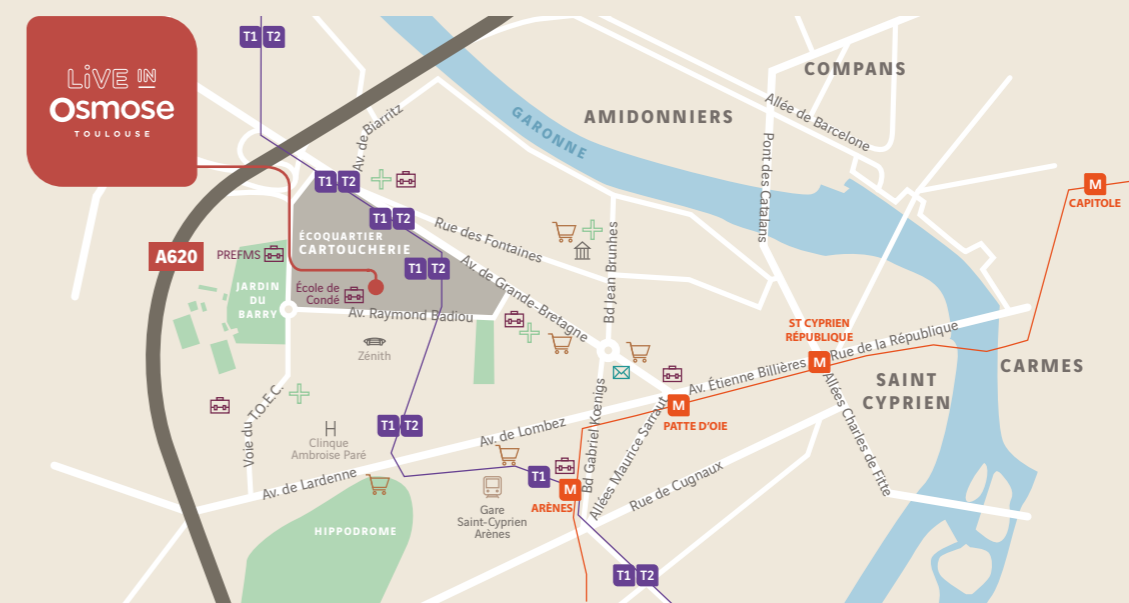 T1 T2
LiVE IN
Osmose
TOULOUSE
COMPANS
AMIDONNIERS
GARONNE
Allée de Barcelone
Pont des Catalans
Av. de Biarritz
T1 T2
M
CAPITOLE
T1 T2
Rue des Fontaines
ÉCOQUARTIER
CARTOUCHERIE
A620
PREFMS
T1 T2
Av. de Grande-Bretagne
Bd Jean Brunhes
JARDIN
DU
BARRY
École de
Condé
Av. Raymond Badiou
Zénith
ST CYPRIEN
RÉPUBLIQUE
M
Rue de la République
CARMES
SAINT
CYPRIEN
Av. Étienne Billières
M
PATTE D'OIE
Allées Charles de Fitte
Voie du T.O.E.C.
H
Clinque
Ambroise Paré
T1 T2
Av. de Lombez
Bd Gabriel Kœnigs
Allées Maurice Sarraut
Rue de Cugnaux
Av. de Lardenne
T1
M
ARÈNES
Gare
Saint-Cyprien
Arènes
HIPPODROME
T1 T2